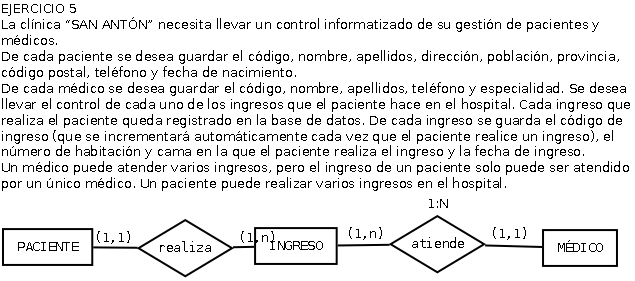 EJERCICIO 5
La clínica “SAN ANTÓN” necesita llevar un control informatizado de su gestión de pacientes y
médicos.
De cada paciente se desea guardar el código, nombre, apellidos, dirección, población, provincia,
código postal, teléfono y fecha de nacimiento.
De cada médico se desea guardar el código, nombre, apellidos, teléfono y especialidad. Se desea
llevar el control de cada uno de los ingresos que el paciente hace en el hospital. Cada ingreso que
realiza el paciente queda registrado en la base de datos. De cada ingreso se guarda el código de
ingreso (que se incrementará automáticamente cada vez que el paciente realice un ingreso), el
número de habitación y cama en la que el paciente realiza el ingreso y la fecha de ingreso.
Un médico puede atender varios ingresos, pero el ingreso de un paciente solo puede ser atendido
por un único médico. Un paciente puede realizar varios ingresos en el hospital.
1:N
PACIENTE (1,1) realiza (1,n) INGRESO (1,n) atiende (1,1) MÉDICO